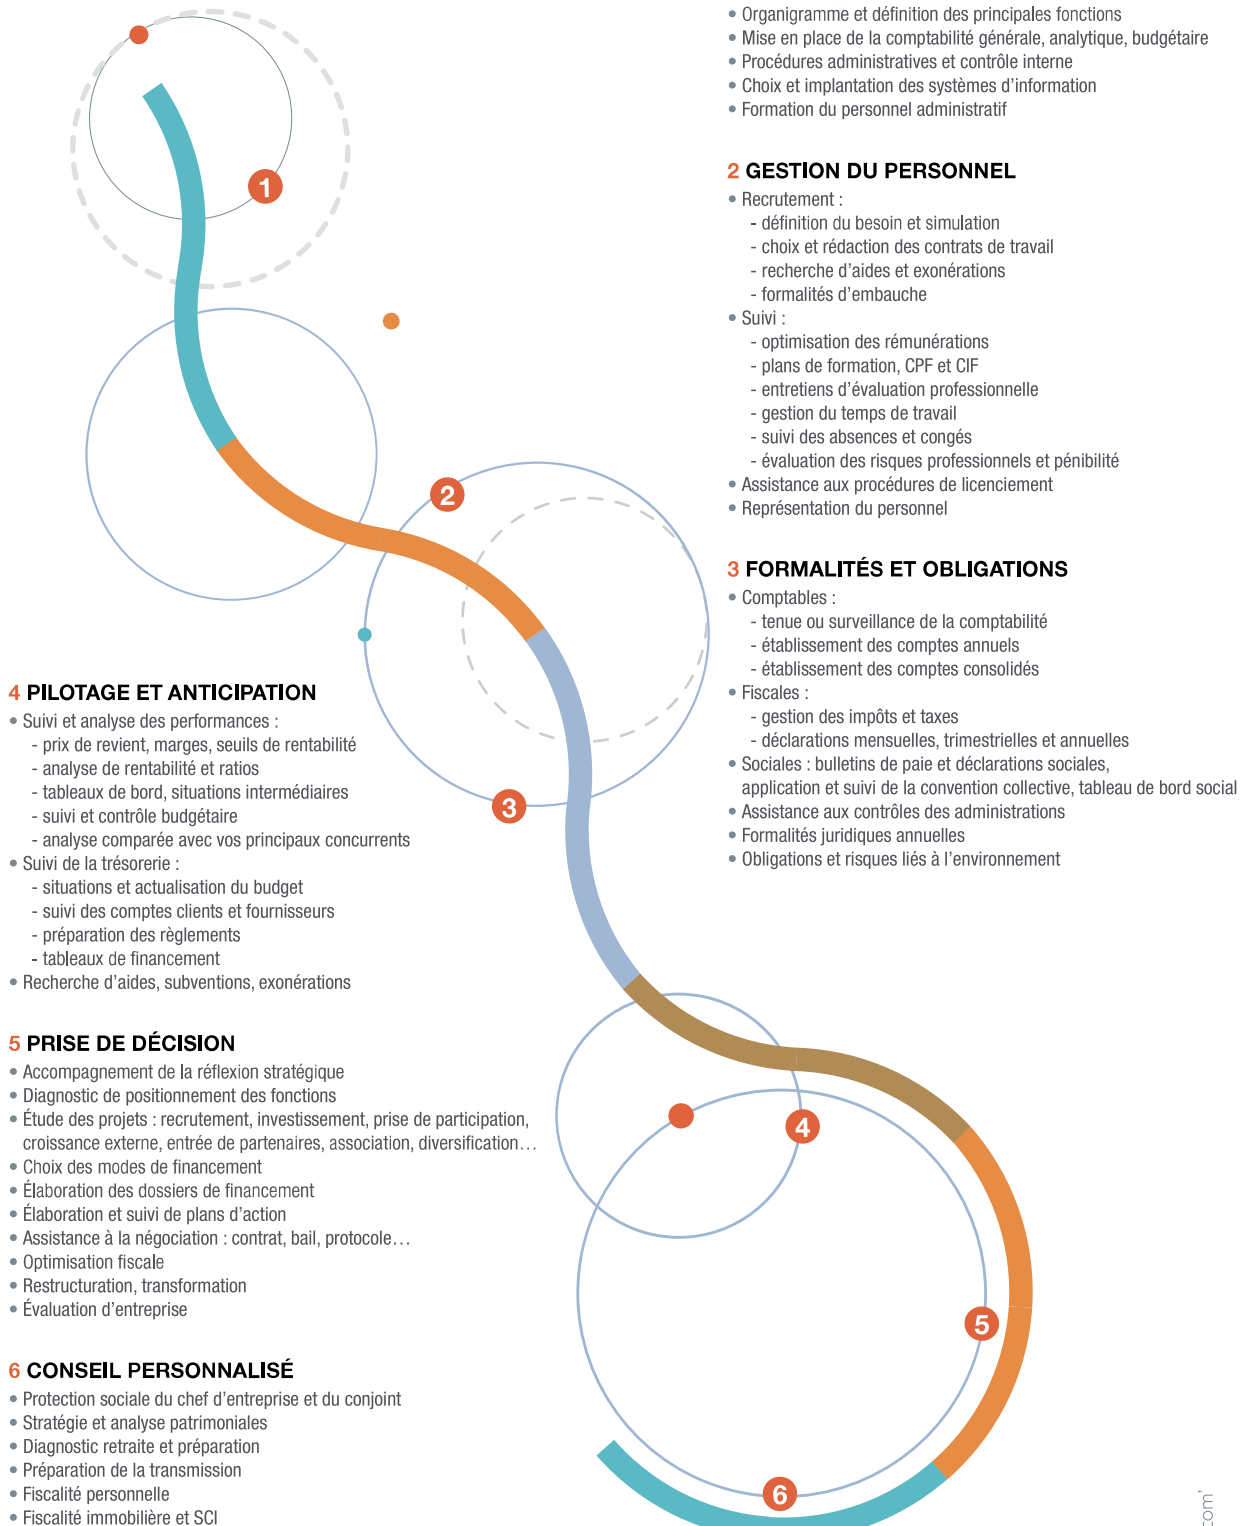 • Organigramme et définition des principales fonctions
• Mise en place de la comptabilité générale, analytique, budgétaire
• Procédures administratives et contrôle interne
• Choix et implantation des systèmes d'information
• Formation du personnel administratif
1
2 GESTION DU PERSONNEL
• Recrutement :
- définition du besoin et simulation
- choix et rédaction des contrats de travail
- recherche d'aides et exonérations
- formalités d'embauche
• Suivi :
- optimisation des rémunérations
- plans de formation, CPF et CIF
- entretiens d'évaluation professionnelle
- gestion du temps de travail
- suivi des absences et congés
- évaluation des risques professionnels et pénibilité
• Assistance aux procédures de licenciement
• Représentation du personnel
2
3 FORMALITÉS ET OBLIGATIONS
• Comptables :
- tenue ou surveillance de la comptabilité
- établissement des comptes annuels
- établissement des comptes consolidés
• Fiscales :
- gestion des impôts et taxes
- déclarations mensuelles, trimestrielles et annuelles
• Sociales : bulletins de paie et déclarations sociales,
application et suivi de la convention collective, tableau de bord social
• Assistance aux contrôles des administrations
• Formalités juridiques annuelles
• Obligations et risques liés à l'environnement
3
4 PILOTAGE ET ANTICIPATION
• Suivi et analyse des performances :
- prix de revient, marges, seuils de rentabilité
- analyse de rentabilité et ratios
- tableaux de bord, situations intermédiaires
- suivi et contrôle budgétaire
- analyse comparée avec vos principaux concurrents
• Suivi de la trésorerie :
- situations et actualisation du budget
- suivi des comptes clients et fournisseurs
- préparation des règlements
- tableaux de financement
• Recherche d'aides, subventions, exonérations
4
5 PRISE DE DÉCISION
• Accompagnement de la réflexion stratégique
• Diagnostic de positionnement des fonctions
• Étude des projets : recrutement, investissement, prise de participation,
croissance externe, entrée de partenaires, association, diversification…
• Choix des modes de financement
• Élaboration des dossiers de financement
• Élaboration et suivi de plans d'action
• Assistance à la négociation : contrat, bail, protocole…
• Optimisation fiscale
• Restructuration, transformation
• Évaluation d'entreprise
5
6 CONSEIL PERSONNALISÉ
• Protection sociale du chef d'entreprise et du conjoint
• Stratégie et analyse patrimoniales
• Diagnostic retraite et préparation
• Préparation de la transmission
• Fiscalité personnelle
• Fiscalité immobilière et SCI
6